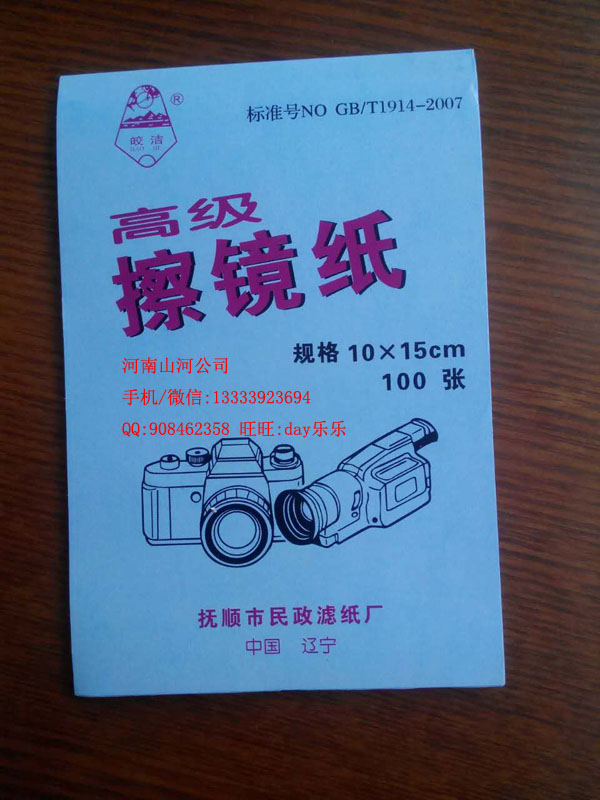 ®
标准号NO GB/T1914-2007
皎洁
高级
擦镜纸
规格 10×15cm
100 张
河南山河公司
手机/微信:13333923694
QQ:908462358 旺旺:day乐乐
抚顺市民政滤纸厂
中国 辽宁